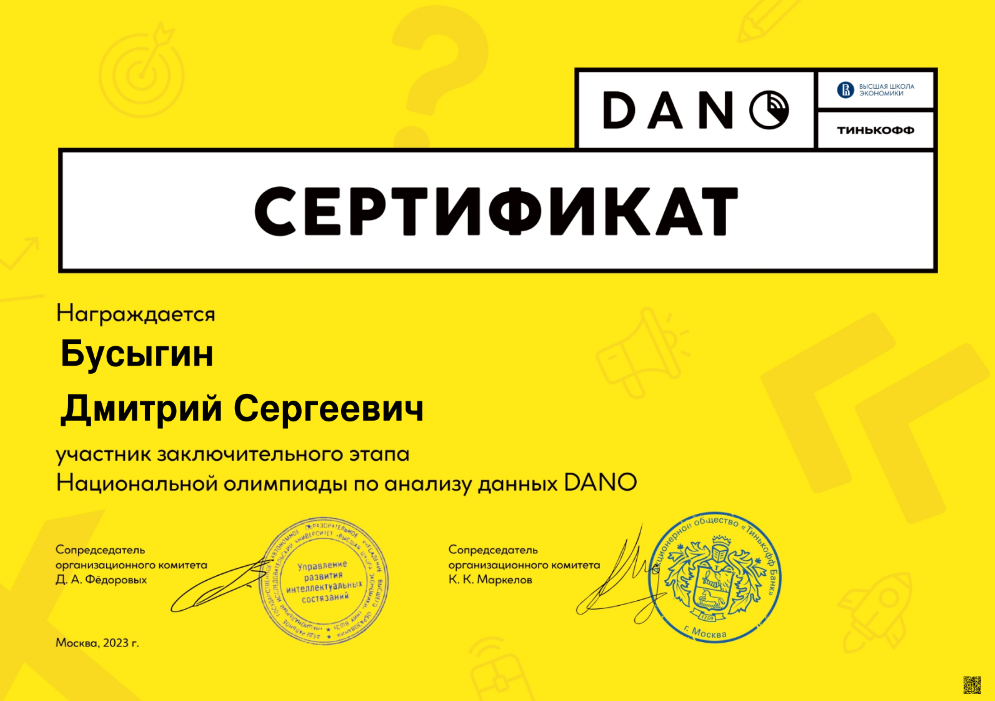 DANO
ВЫСШАЯ ШКОЛА
ЭКОНОМИКИ
ТИНЬКОФФ
СЕРТИФИКАТ
Награждается
Бусыгин
Дмитрий Сергеевич
участник заключительного этапа
Национальной олимпиады по анализу данных DANO
Сопредседатель
организационного комитета
Д. А. Фёдоровых
Управление
развития
интеллектуальных
состязаний
Сопредседатель
организационного комитета
К. К. Маркелов
Акционерное общество «Тинькофф Банк»
г. Москва
Москва, 2023 г.